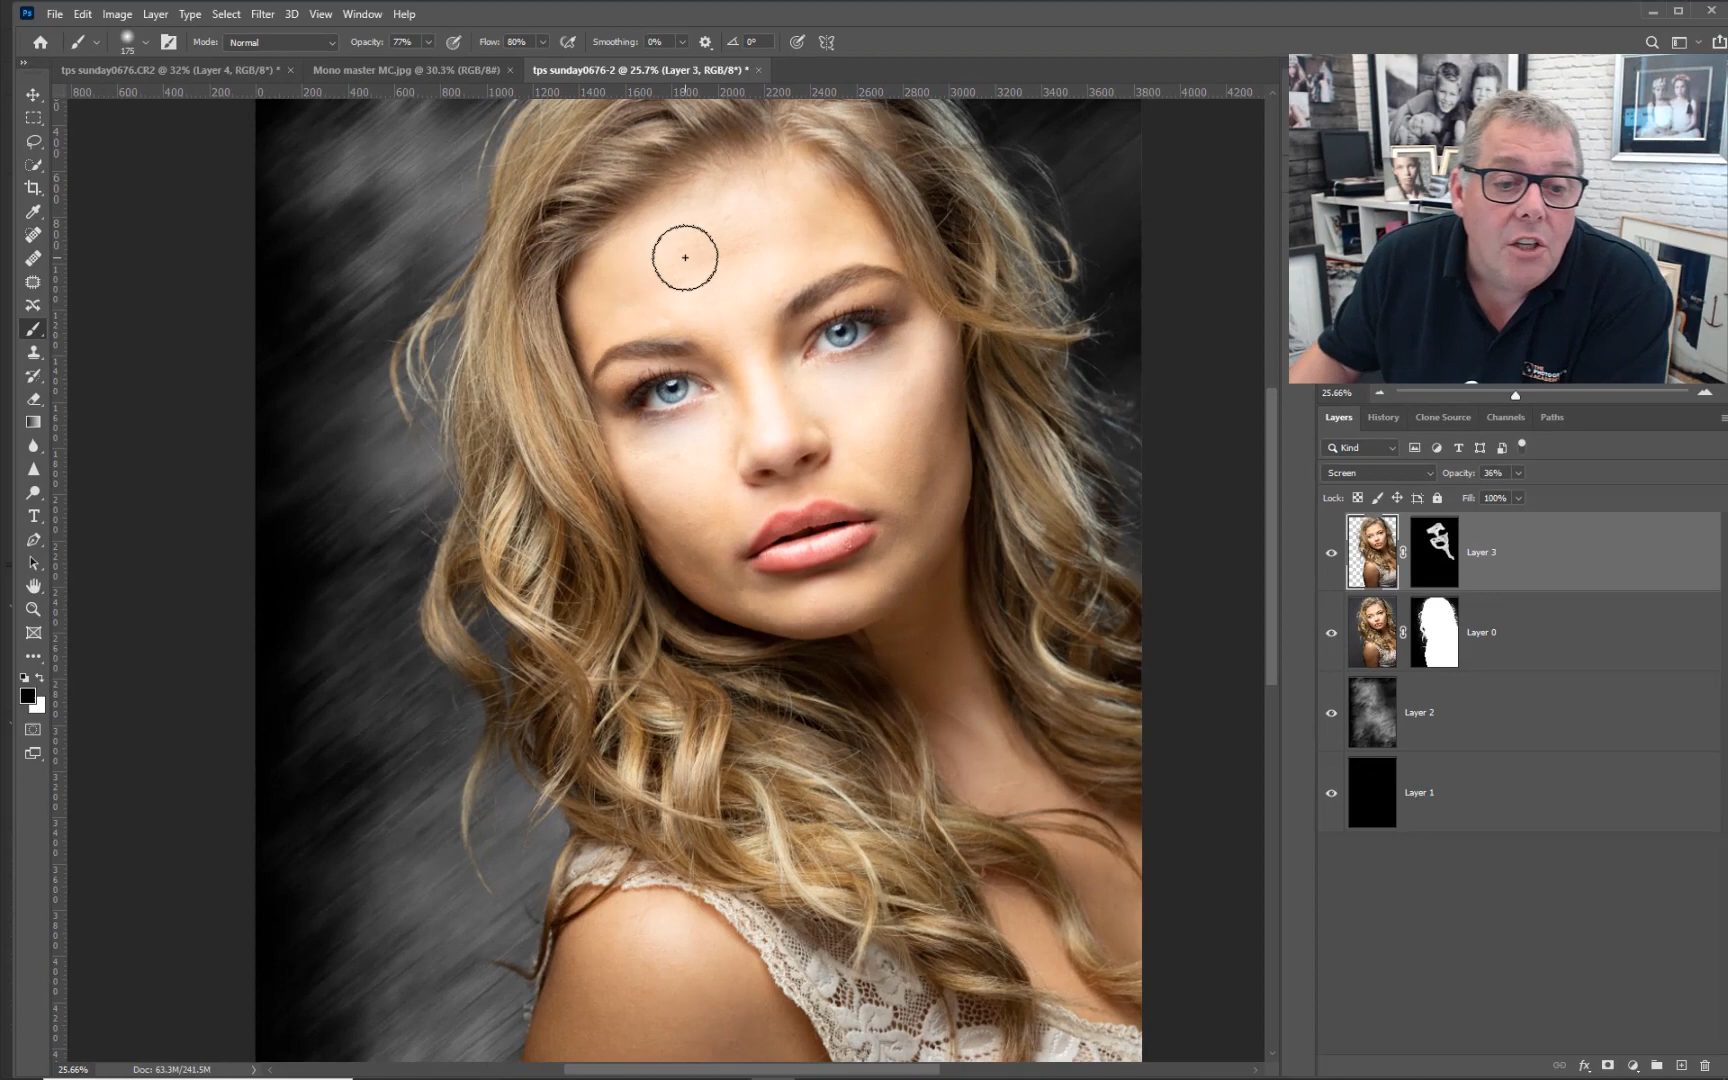 Ps File Edit Image Layer Type Select Filter 3D View Window Help
175 Mode: Normal Opacity: 77% Flow: 80% Smoothing: 0% 0°
tps sunday0676.CR2 @ 32% (Layer 4, RGB/8*) * × Mono master MC.jpg @ 30.3% (RGB/8#) × tps sunday0676-2 @ 25.7% (Layer 3, RGB/8*) * ×
800 600 400 200 0 200 400 600 800 1000 1200 1400 1600 1800 2000 2200 2400 2600 2800 3000 3200 3400 3600 3800 4000 4200
25.66%
Layers History Clone Source Channels Paths
Kind
Screen Opacity: 36%
Lock: Fill: 100%
Layer 3
Layer 0
Layer 2
Layer 1
25.66% Doc: 63.3M/241.5M